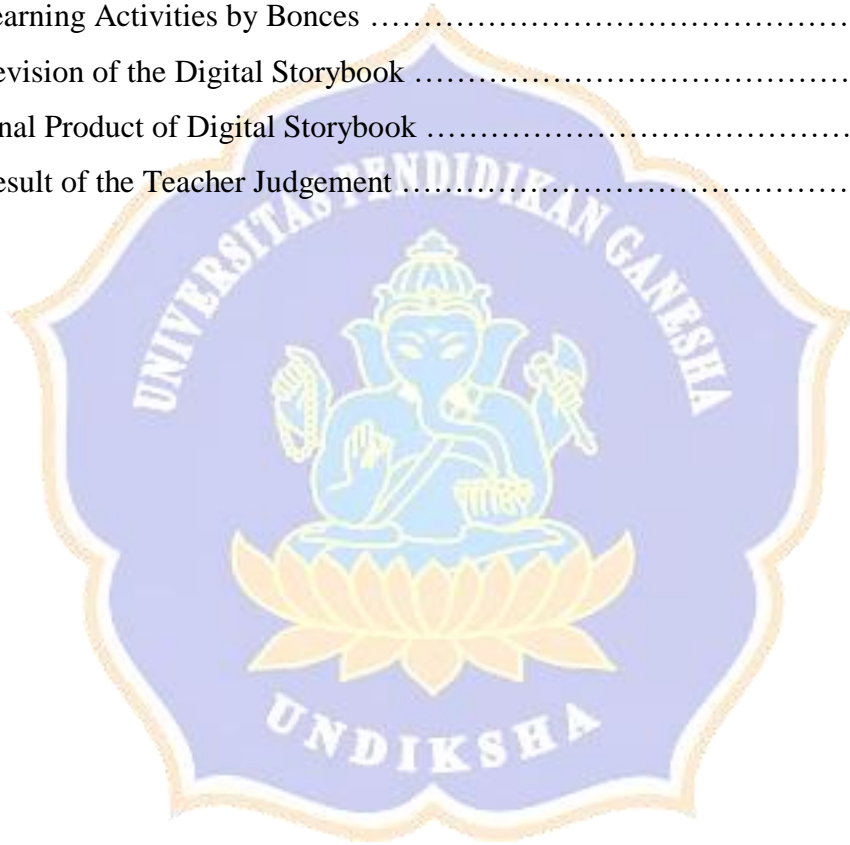 earning Activities by Bonces ……………………………………………
evision of the Digital Storybook ………………………………………
nal Product of Digital Storybook ………………………………………
esult of the Teacher Judgement …………………………………………
UNIVERSITAS PENDIDIKAN GANESHA
UNDIKSHA